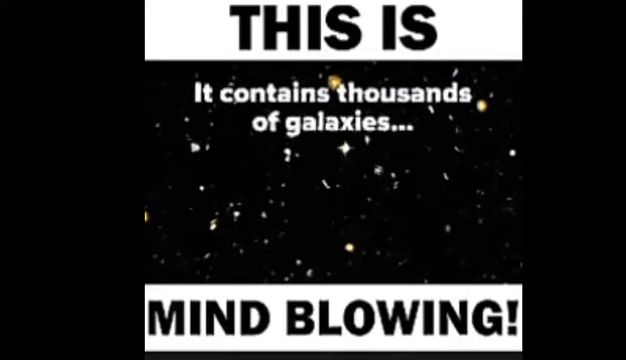 THIS IS
It contains thousands
of galaxies...
MIND BLOWING!